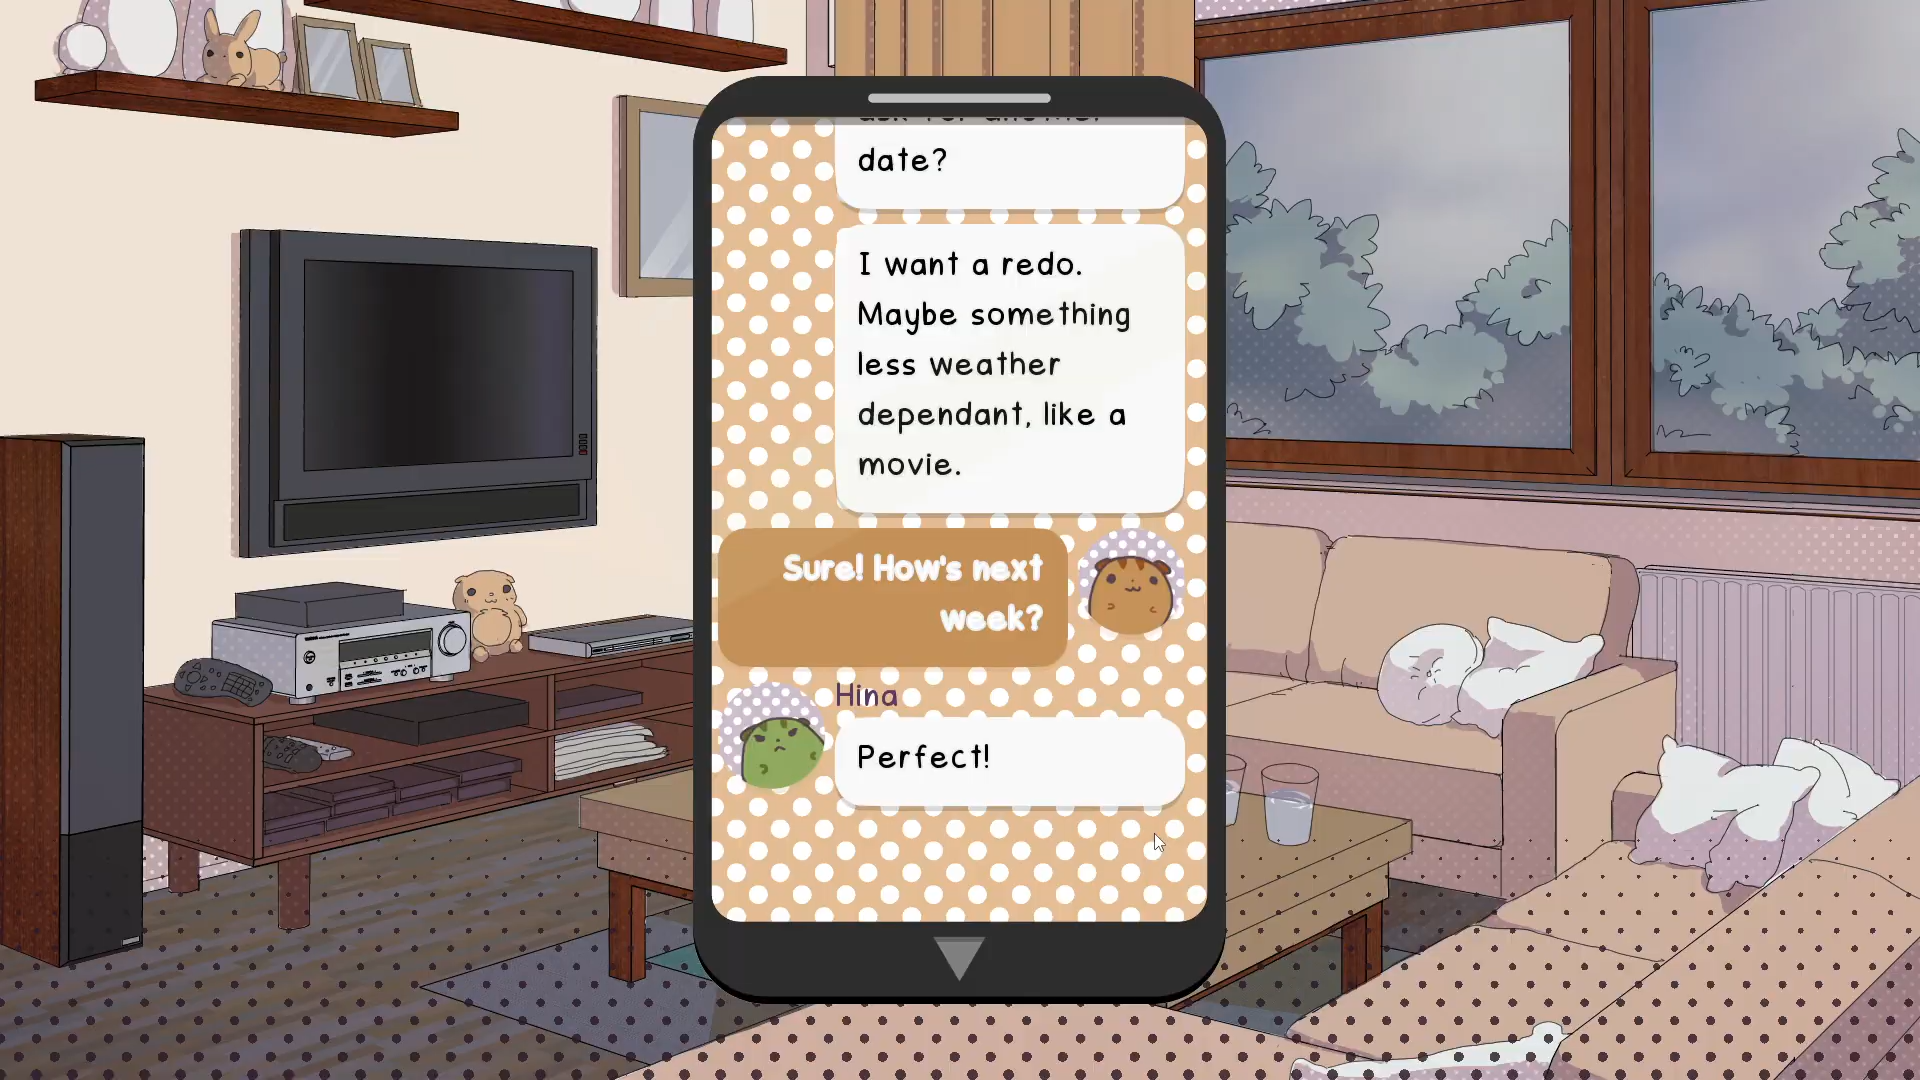 date?
I want a redo.
Maybe something
less weather
dependant, like a
movie.
Sure! How's next
week?
Hina
Perfect!